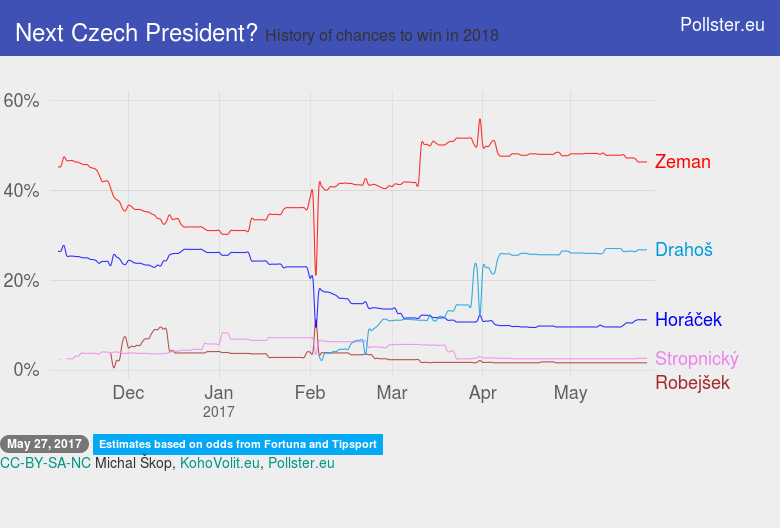 Next Czech President? History of chances to win in 2018
Pollster.eu
60%
40%
20%
0%
Zeman
Drahoš
Horáček
Stropnický
Robejšek
Dec Jan Feb Mar Apr May
2017
May 27, 2017 Estimates based on odds from Fortuna and Tipsport
CC-BY-SA-NC Michal Škop, KohoVolit.eu, Pollster.eu